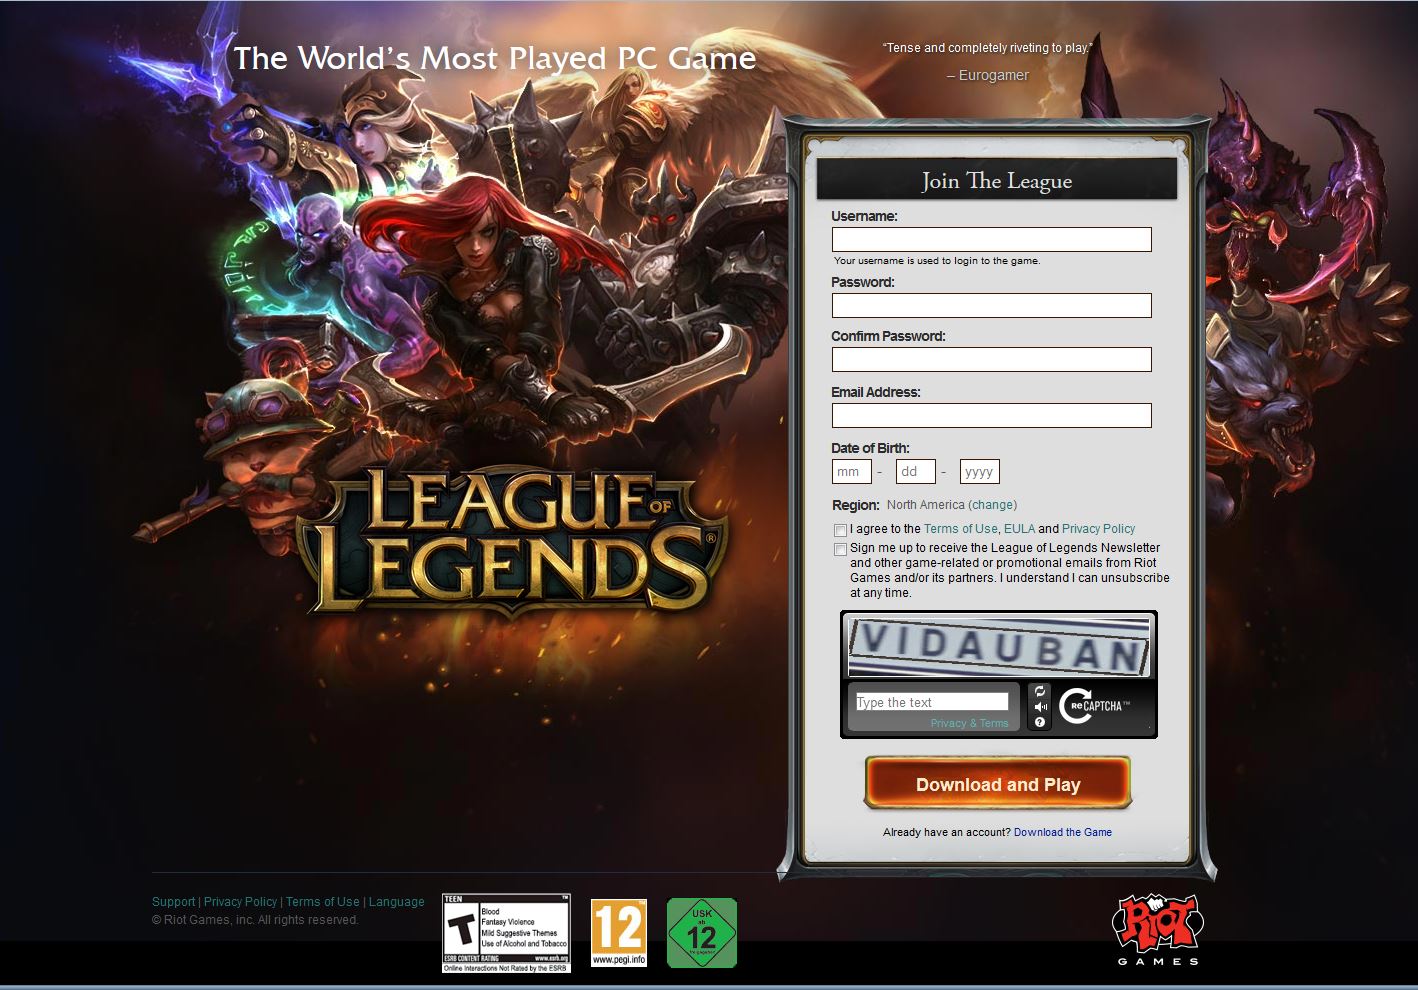 The World's Most Played PC Game
"Tense and completely riveting to play."
– Eurogamer
Join The League
Username:
Your username is used to login to the game.
Password:
Confirm Password:
Email Address:
Date of Birth:
mm - dd - yyyy
Region: North America (change)
I agree to the Terms of Use, EULA and Privacy Policy
Sign me up to receive the League of Legends Newsletter
and other game-related or promotional emails from Riot
Games and/or its partners. I understand I can unsubscribe
at any time.
VIDAUBAN
Type the text
Privacy & Terms
reCAPTCHA™
Download and Play
Already have an account? Download the Game
LEAGUE OF
LEGENDS®
Support | Privacy Policy | Terms of Use | Language
© Riot Games, inc. All rights reserved.
TEEN
T
Blood
Fantasy Violence
Mild Suggestive Themes
Use of Alcohol and Tobacco
ESRB CONTENT RATING www.esrb.org
Online Interactions Not Rated by the ESRB
12
www.pegi.info
USK
ab
12
freigegeben
RIOT
GAMES